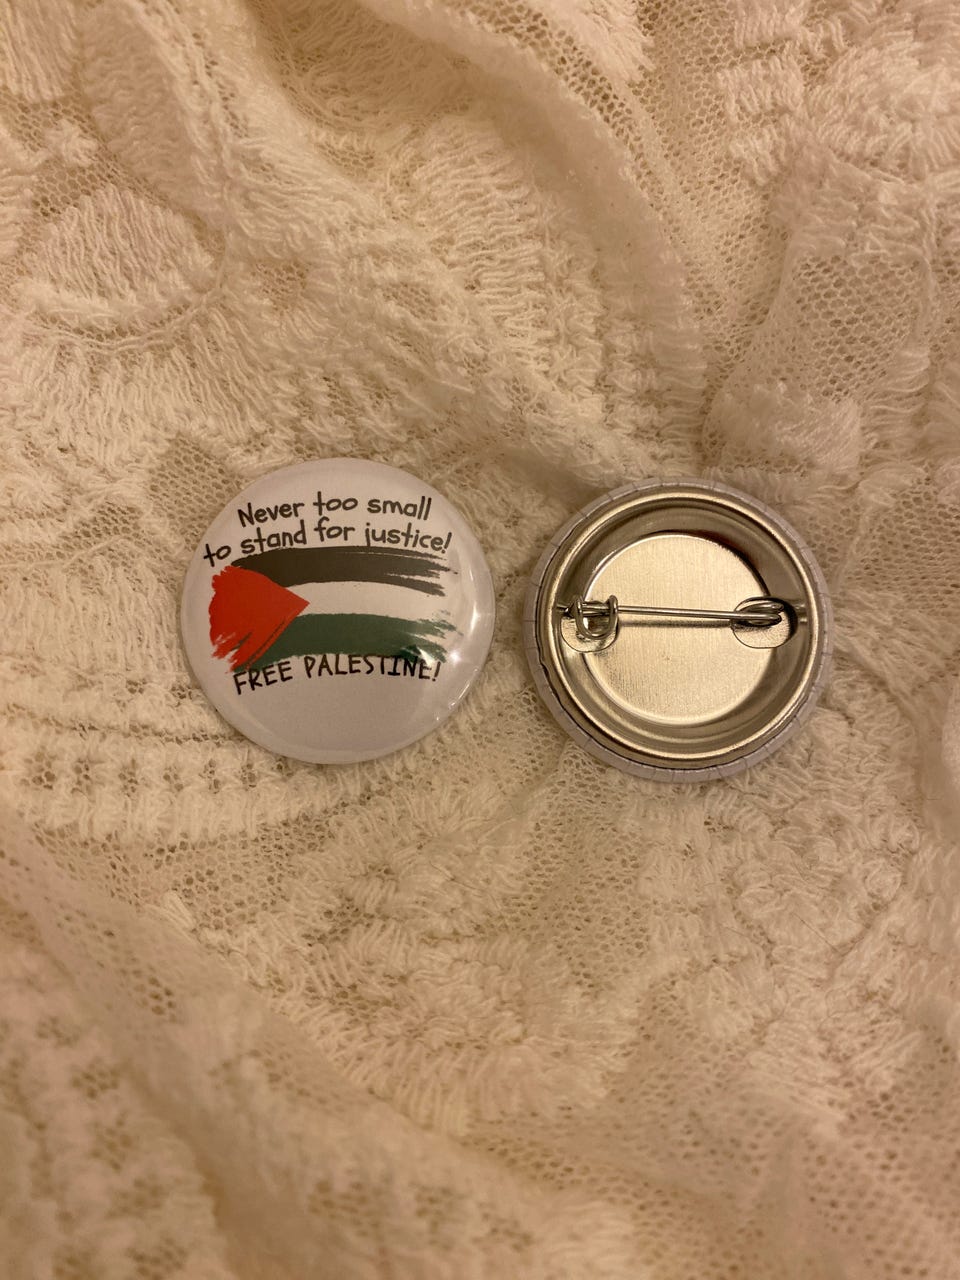 Never too small
to stand for justice!
FREE PALESTINE!